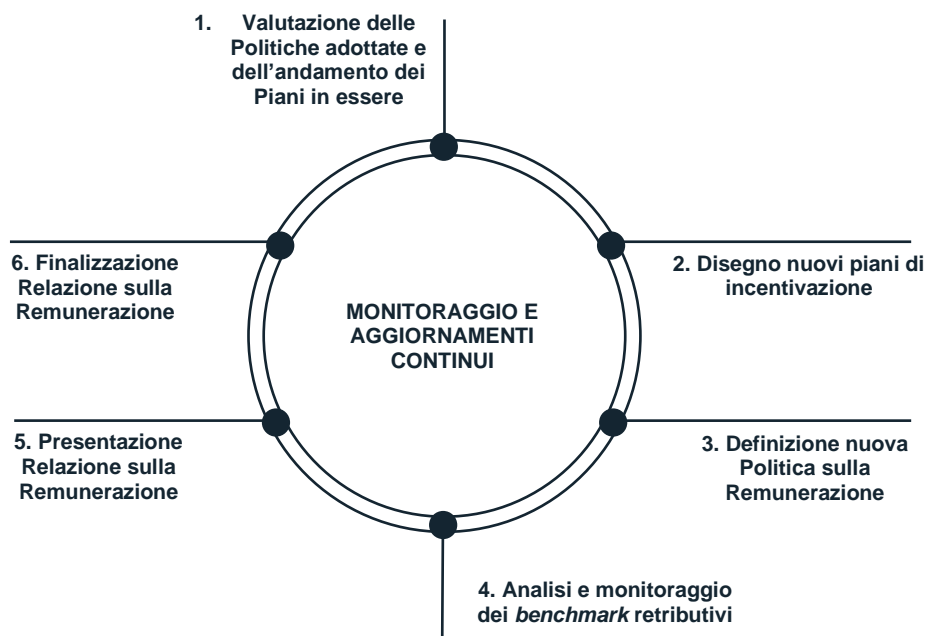 1. Valutazione delle
Politiche adottate e
dell’andamento dei
Piani in essere
2. Disegno nuovi piani di
incentivazione
3. Definizione nuova
Politica sulla
Remunerazione
4. Analisi e monitoraggio
dei benchmark retributivi
5. Presentazione
Relazione sulla
Remunerazione
6. Finalizzazione
Relazione sulla
Remunerazione
MONITORAGGIO E
AGGIORNAMENTI
CONTINUI